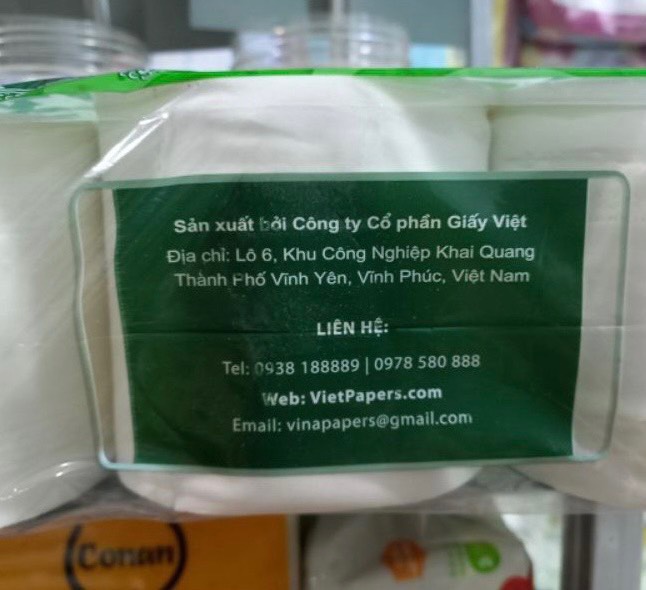 Sản xuất bởi Công ty Cổ phần Giấy Việt
Địa chỉ: Lô 6, Khu Công Nghiệp Khai Quang
Thành Phố Vĩnh Yên, Vĩnh Phúc, Việt Nam
LIÊN HỆ:
Tel: 0938 188889 | 0978 580 888
Web: VietPapers.com
Email: vinapapers@gmail.com
Conan